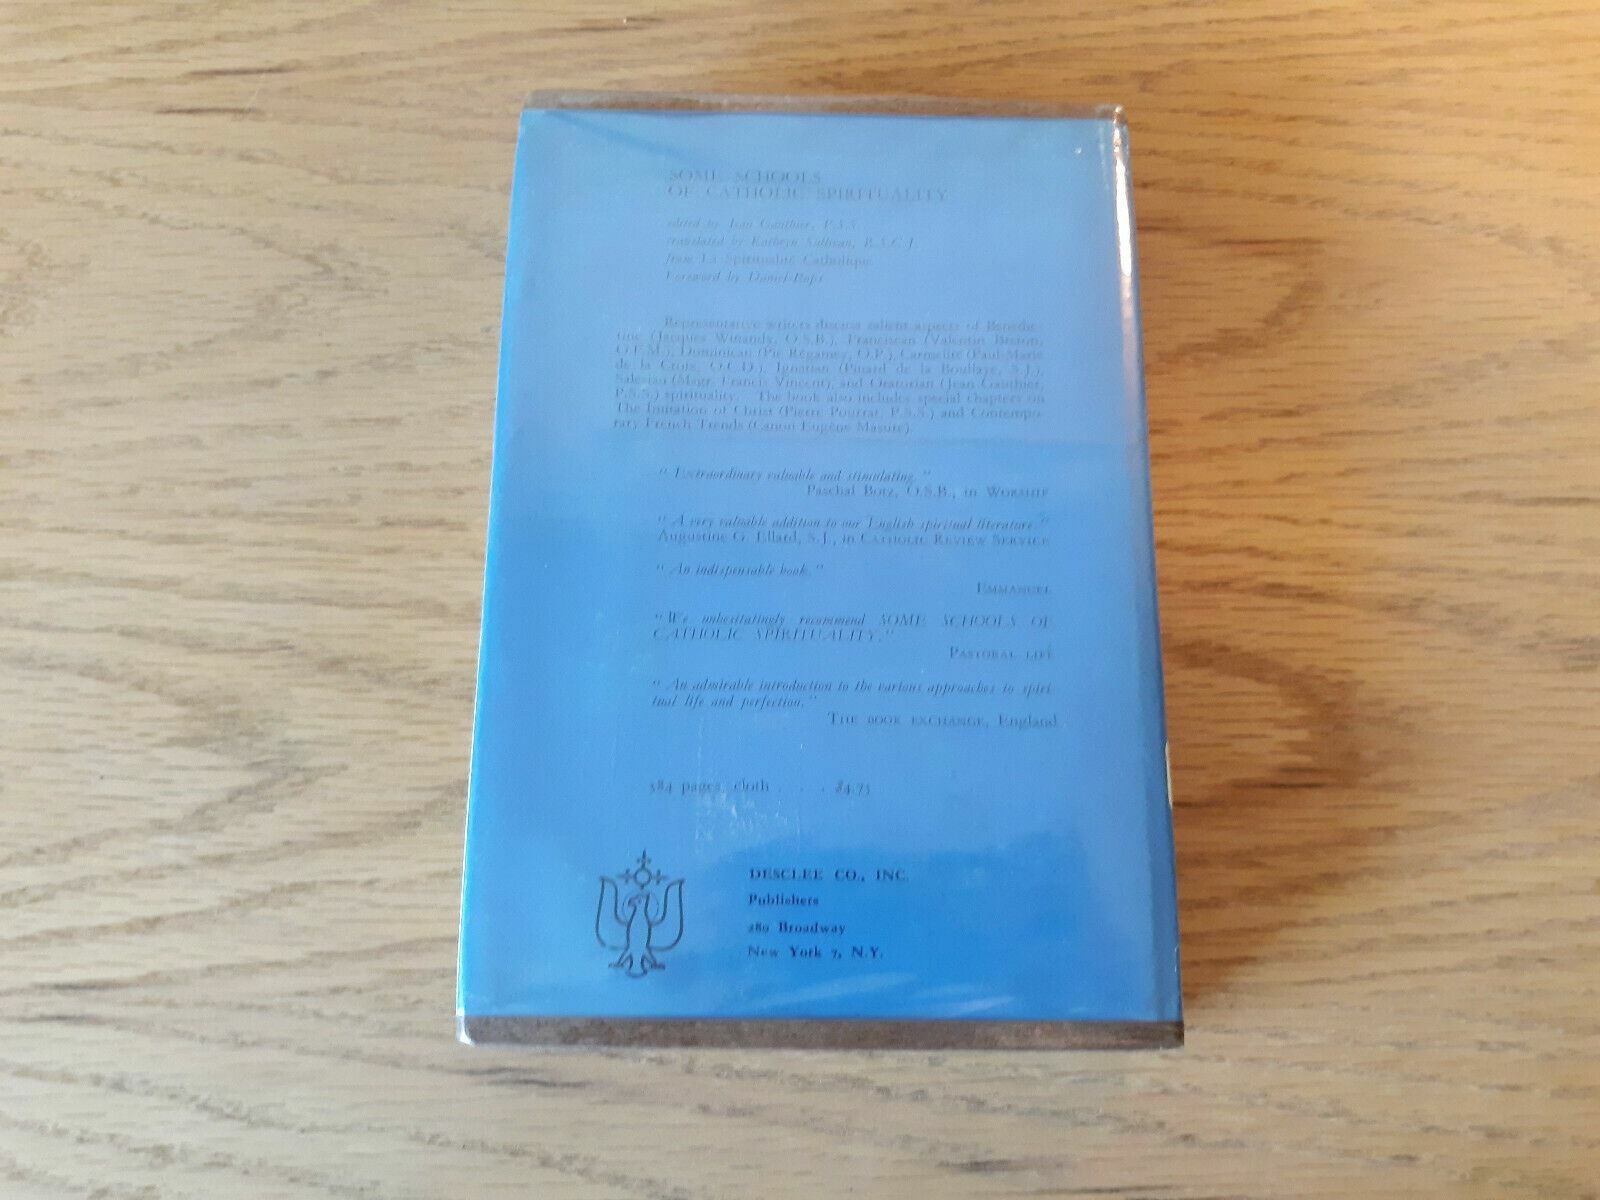 SOME SCHOOLS
OF CATHOLIC SPIRITUALITY
edited by Jean Gauthier, P.S.S.
translated by Kathryn Sullivan, R.S.C.J.
from La Spiritualité Catholique
Foreword by Daniel-Rops
Representative writers discuss salient aspects of Benedic-
tine (Jacques Winandy, O.S.B.), Franciscan (Valentin Breton,
O.F.M.), Dominican (Pie Régamey, O.P.), Carmelite (Paul-Marie
de la Croix, O.C.D.), Ignatian (Pinard de la Boullaye, S.J.),
Salesian (Msgr. Francis Vincent), and Oratorian (Jean Gauthier,
P.S.S.) spirituality. The book also includes special chapters on
The Imitation of Christ (Pierre Pourrat, P.S.S.) and Contempo-
rary French Trends (Canon Eugène Masure).
" Extraordinary valuable and stimulating. "
Paschal Botz, O.S.B., in WORSHIP
" A very valuable addition to our English spiritual literature. "
Augustine G. Ellard, S.J., in CATHOLIC REVIEW SERVICE
" An indispensable book. "
EMMANUEL
" We unhesitatingly recommend SOME SCHOOLS OF
CATHOLIC SPIRITUALITY. "
PASTORAL LIFE
" An admirable introduction to the various approaches to spiri-
tual life and perfection. "
THE BOOK EXCHANGE, England
384 pages, cloth . . . $4.75
DESCLEE CO., INC.
Publishers
280 Broadway
New York 7, N.Y.